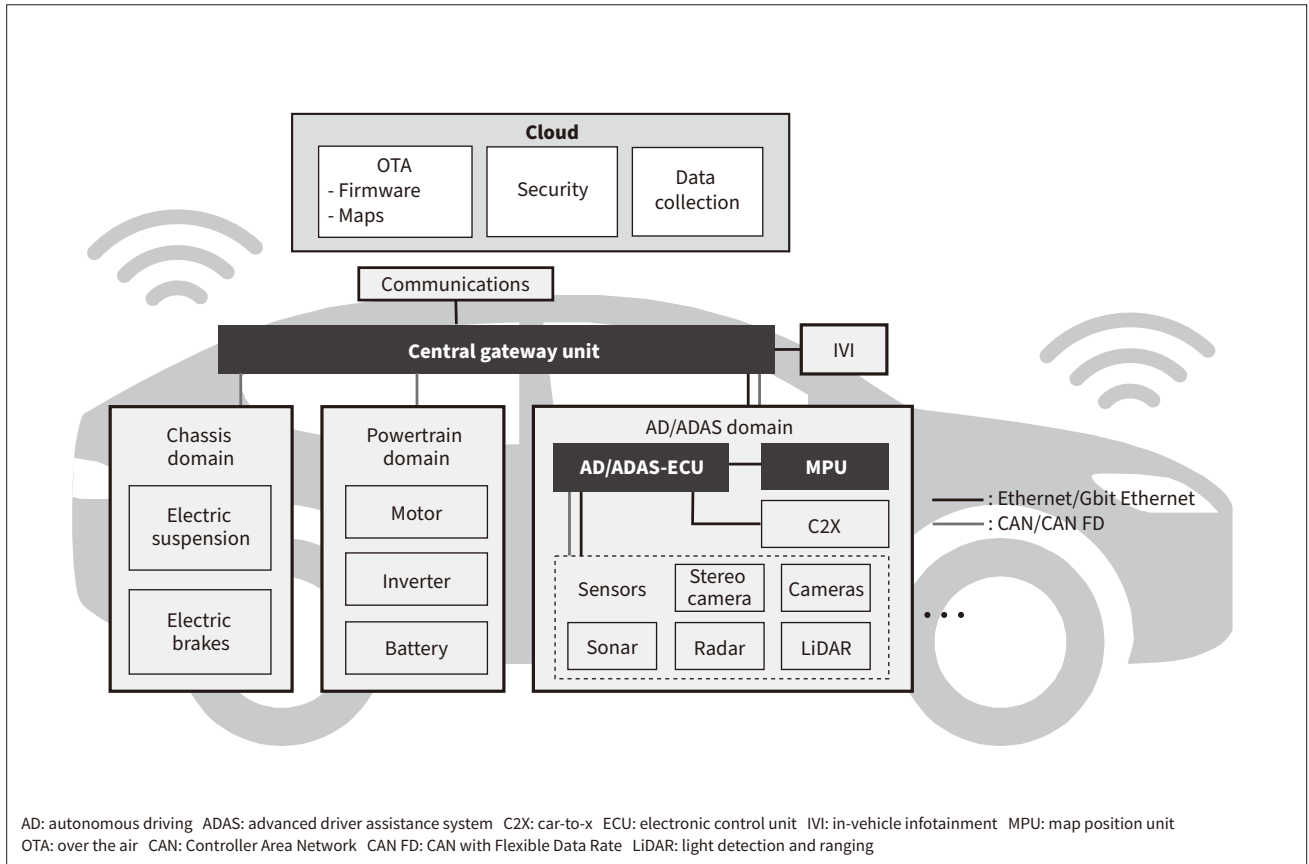 Cloud
OTA
- Firmware
- Maps
Security
Data
collection
Communications
Central gateway unit
IVI
Chassis
domain
Electric
suspension
Electric
brakes
Powertrain
domain
Motor
Inverter
Battery
AD/ADAS domain
AD/ADAS-ECU
MPU
C2X
Sensors
Stereo
camera
Cameras
Sonar
Radar
LiDAR
: Ethernet/Gbit Ethernet
: CAN/CAN FD
AD: autonomous driving ADAS: advanced driver assistance system C2X: car-to-x ECU: electronic control unit IVI: in-vehicle infotainment MPU: map position unit
OTA: over the air CAN: Controller Area Network CAN FD: CAN with Flexible Data Rate LiDAR: light detection and ranging